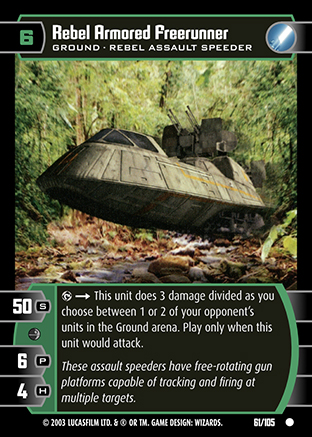 6
Rebel Armored Freerunner
GROUND · REBEL ASSAULT SPEEDER
50 S
6 P
4 H
→ This unit does 3 damage divided as you
choose between 1 or 2 of your opponent's
units in the Ground arena. Play only when this
unit would attack.
These assault speeders have free-rotating gun
platforms capable of tracking and firing at
multiple targets.
© 2003 LUCASFILM LTD. & ® OR TM. GAME DESIGN: WIZARDS.
61/105